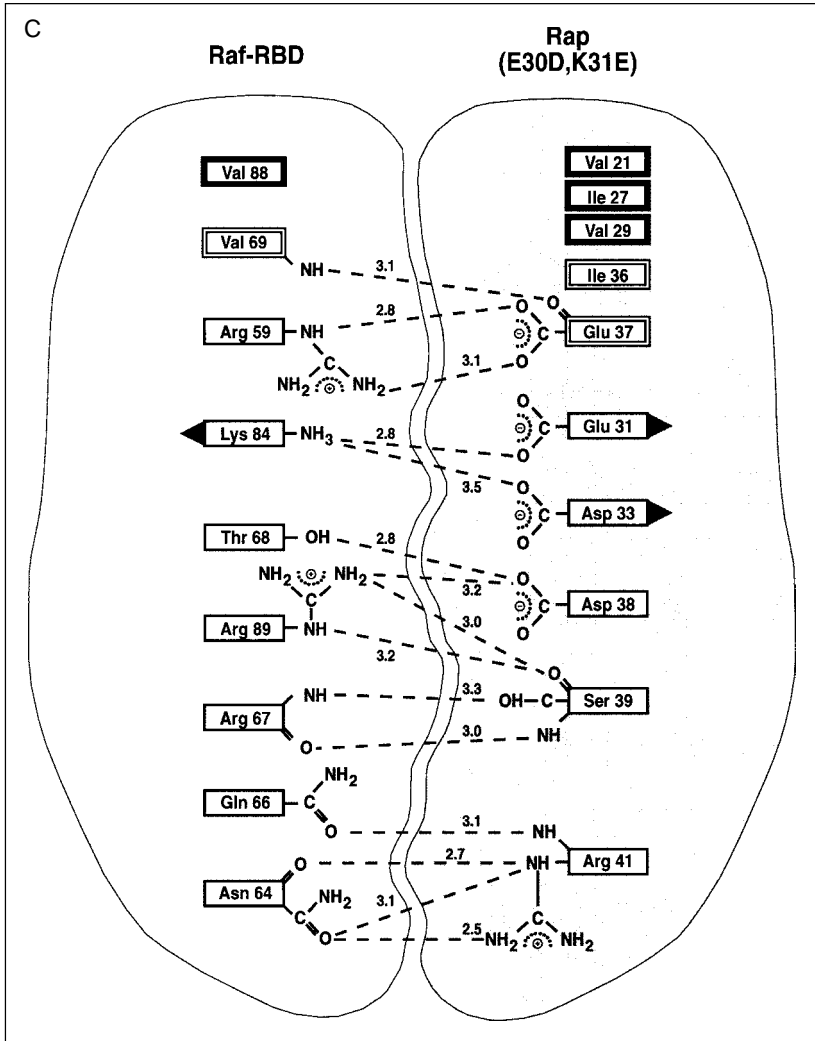 C
Raf-RBD
Rap
(E30D,K31E)
Val 88
Val 21
Ile 27
Val 29
Val 69
NH
3.1
Ile 36
O
Arg 59
NH
2.8
O
⊖
C
Glu 37
C
O
3.1
NH2
⊕
NH2
O
Lys 84
NH3
2.8
⊖
C
Glu 31
O
3.5
O
⊖
C
Asp 33
O
Thr 68
OH
2.8
NH2
⊕
NH2
3.2
O
⊖
C
Asp 38
O
C
3.0
Arg 89
NH
3.2
O
NH
3.3
OH
C
Ser 39
Arg 67
O
3.0
NH
NH2
Gln 66
C
O
3.1
NH
O
2.7
NH
Arg 41
Asn 64
NH2
3.1
C
O
2.5
C
NH2
⊕
NH2